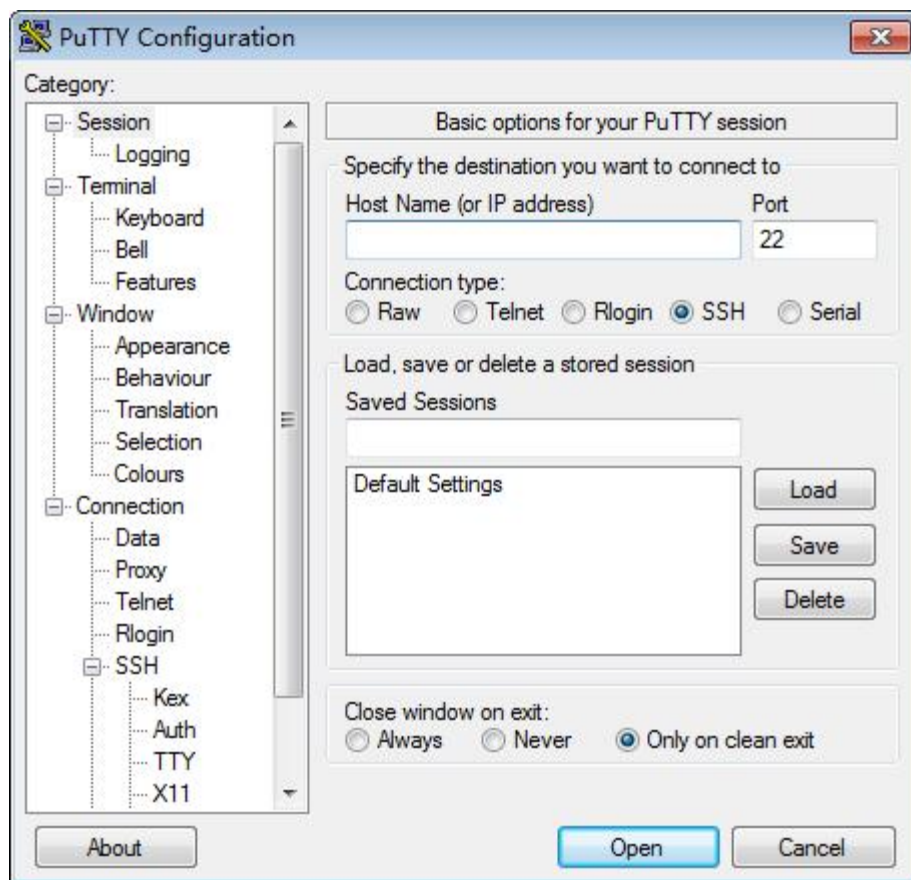 PuTTY Configuration
Category:
Session
Logging
Terminal
Keyboard
Bell
Features
Window
Appearance
Behaviour
Translation
Selection
Colours
Connection
Data
Proxy
Telnet
Rlogin
SSH
Kex
Auth
TTY
X11
Basic options for your PuTTY session
Specify the destination you want to connect to
Host Name (or IP address) Port
22
Connection type:
Raw Telnet Rlogin SSH Serial
Load, save or delete a stored session
Saved Sessions
Default Settings
Load
Save
Delete
Close window on exit:
Always Never Only on clean exit
About Open Cancel